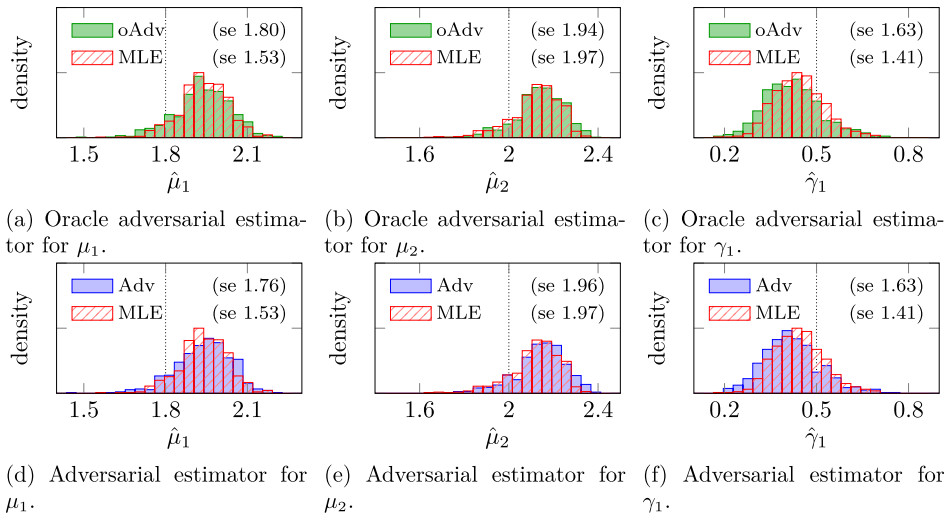 density
oAdv (se 1.80)
MLE (se 1.53)
1.5 1.8 2.1
μ̂₁
density
oAdv (se 1.94)
MLE (se 1.97)
1.6 2 2.4
μ̂₂
density
oAdv (se 1.63)
MLE (se 1.41)
0.2 0.5 0.8
γ̂₁
(a) Oracle adversarial estima-
tor for μ₁.
(b) Oracle adversarial estima-
tor for μ₂.
(c) Oracle adversarial estima-
tor for γ₁.
density
Adv (se 1.76)
MLE (se 1.53)
1.5 1.8 2.1
μ̂₁
density
Adv (se 1.96)
MLE (se 1.97)
1.6 2 2.4
μ̂₂
density
Adv (se 1.63)
MLE (se 1.41)
0.2 0.5 0.8
γ̂₁
(d) Adversarial estimator for
μ₁.
(e) Adversarial estimator for
μ₂.
(f) Adversarial estimator for
γ₁.